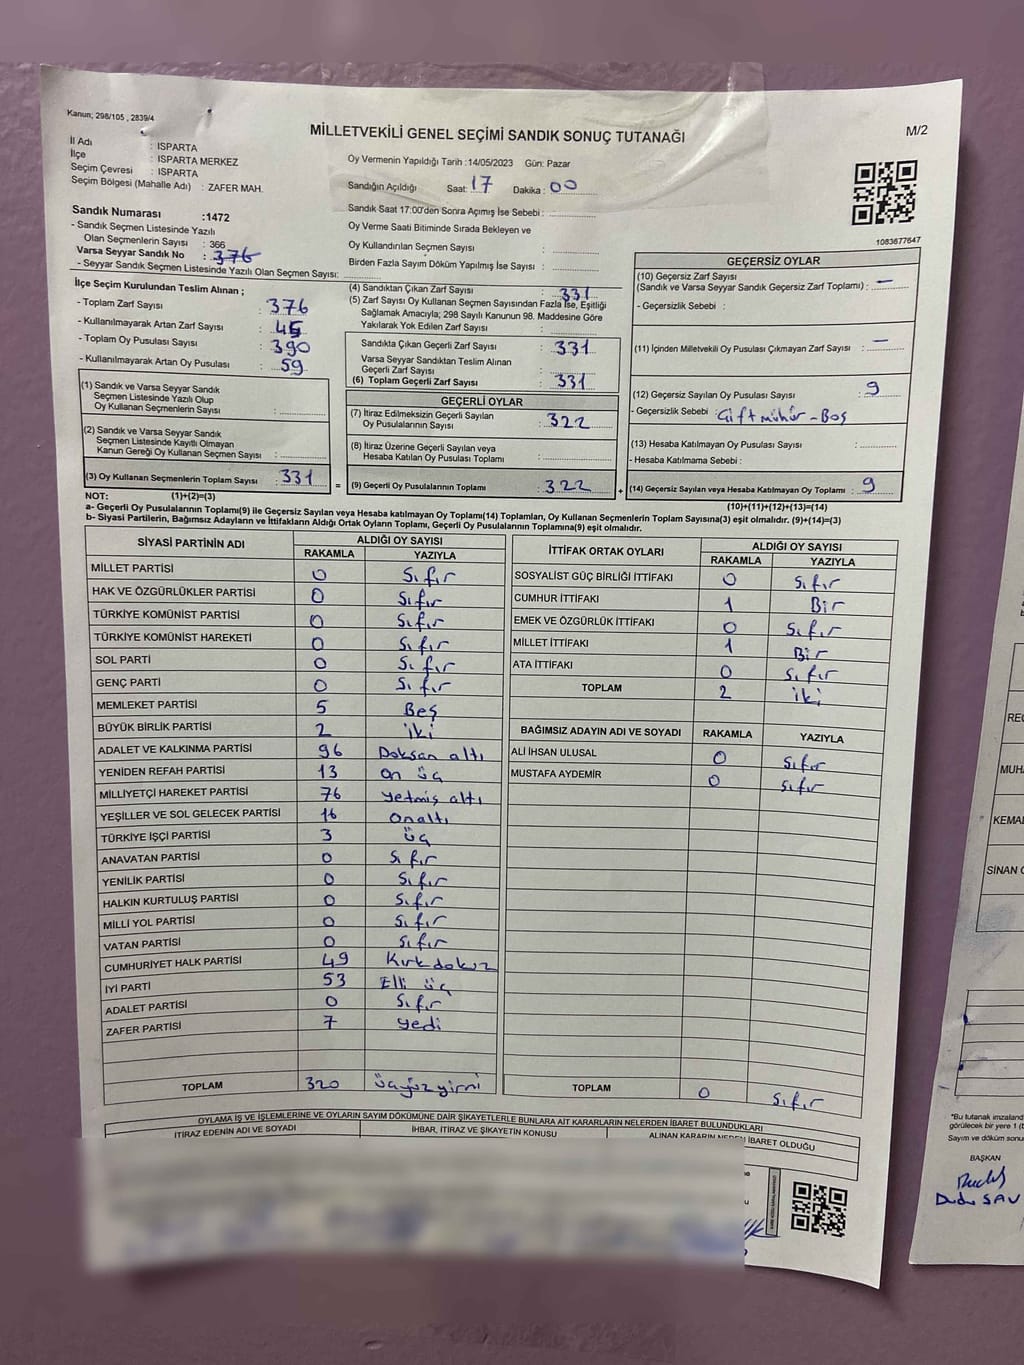 Kanun; 298/105 , 2839/4
MİLLETVEKİLİ GENEL SEÇİMİ SANDIK SONUÇ TUTANAĞI
M/2
İl Adı : ISPARTA
İlçe : ISPARTA MERKEZ
Seçim Çevresi : ISPARTA
Seçim Bölgesi (Mahalle Adı) : ZAFER MAH.
Oy Vermenin Yapıldığı Tarih :14/05/2023 Gün: Pazar
Sandığın Açıldığı Saat: 17 Dakika : 00
Sandık Saat 17:00'den Sonra Açımış İse Sebebi :
Oy Verme Saati Bitiminde Sırada Bekleyen ve
Oy Kullandırılan Seçmen Sayısı :
Birden Fazla Sayım Döküm Yapılmış İse Sayısı :
1083677647
Sandık Numarası :1472
- Sandık Seçmen Listesinde Yazılı
Olan Seçmenlerin Sayısı : 366
Varsa Seyyar Sandık No : 376
- Seyyar Sandık Seçmen Listesinde Yazılı Olan Seçmen Sayısı:
İlçe Seçim Kurulundan Teslim Alınan ;
- Toplam Zarf Sayısı : 376
- Kullanılmayarak Artan Zarf Sayısı : 45
- Toplam Oy Pusulası Sayısı : 390
- Kullanılmayarak Artan Oy Pusulası : 59
(1) Sandık ve Varsa Seyyar Sandık
Seçmen Listesinde Yazılı Olup
Oy Kullanan Seçmenlerin Sayısı :
(2) Sandık ve Varsa Seyyar Sandık
Seçmen Listesinde Kayıtlı Olmayan
Kanun Gereği Oy Kullanan Seçmen Sayısı :
(3) Oy Kullanan Seçmenlerin Toplam Sayısı : 331
(4) Sandıktan Çıkan Zarf Sayısı : 331
(5) Zarf Sayısı Oy Kullanan Seçmen Sayısından Fazla İse, Eşitliği
Sağlamak Amacıyla; 298 Sayılı Kanunun 98. Maddesine Göre
Yakılarak Yok Edilen Zarf Sayısı :
Sandıkta Çıkan Geçerli Zarf Sayısı : 331
Varsa Seyyar Sandıktan Teslim Alınan
Geçerli Zarf Sayısı :
(6) Toplam Geçerli Zarf Sayısı : 331
GEÇERLİ OYLAR
(7) İtiraz Edilmeksizin Geçerli Sayılan
Oy Pusulalarının Sayısı : 322
(8) İtiraz Üzerine Geçerli Sayılan veya
Hesaba Katılan Oy Pusulası Toplamı :
= (9) Geçerli Oy Pusulalarının Toplamı : 322
GEÇERSİZ OYLAR
(10) Geçersiz Zarf Sayısı
(Sandık ve Varsa Seyyar Sandık Geçersiz Zarf Toplamı) : —
- Geçersizlik Sebebi :
(11) İçinden Milletvekili Oy Pusulası Çıkmayan Zarf Sayısı : —
(12) Geçersiz Sayılan Oy Pusulası Sayısı : 9
- Geçersizlik Sebebi : Çift mühür - Boş
(13) Hesaba Katılmayan Oy Pusulası Sayısı :
- Hesaba Katılmama Sebebi :
+ (14) Geçersiz Sayılan veya Hesaba Katılmayan Oy Toplamı : 9
NOT: (1)+(2)=(3)
(10)+(11)+(12)+(13)=(14)
a- Geçerli Oy Pusulalarının Toplamı(9) ile Geçersiz Sayılan veya Hesaba Katılmayan Oy Toplamı(14) Toplamları, Oy Kullanan Seçmenlerin Toplam Sayısına(3) eşit olmalıdır. (9)+(14)=(3)
b- Siyasi Partilerin, Bağımsız Adayların ve İttifakların Aldığı Ortak Oyların Toplamı, Geçerli Oy Pusulalarının Toplamına(9) eşit olmalıdır.
SİYASİ PARTİNİN ADI ALDIĞI OY SAYISI
RAKAMLA YAZIYLA
MİLLET PARTİSİ 0 Sıfır
HAK VE ÖZGÜRLÜKLER PARTİSİ 0 Sıfır
TÜRKİYE KOMÜNİST PARTİSİ 0 Sıfır
TÜRKİYE KOMÜNİST HAREKETİ 0 Sıfır
SOL PARTİ 0 Sıfır
GENÇ PARTİ 0 Sıfır
MEMLEKET PARTİSİ 5 Beş
BÜYÜK BİRLİK PARTİSİ 2 iki
ADALET VE KALKINMA PARTİSİ 96 Doksan altı
YENİDEN REFAH PARTİSİ 13 on üç
MİLLİYETÇİ HAREKET PARTİSİ 76 yetmiş altı
YEŞİLLER VE SOL GELECEK PARTİSİ 16 onaltı
TÜRKİYE İŞÇİ PARTİSİ 3 üç
ANAVATAN PARTİSİ 0 Sıfır
YENİLİK PARTİSİ 0 Sıfır
HALKIN KURTULUŞ PARTİSİ 0 Sıfır
MİLLİ YOL PARTİSİ 0 Sıfır
VATAN PARTİSİ 0 Sıfır
CUMHURİYET HALK PARTİSİ 49 Kırkdokuz
İYİ PARTİ 53 Elli üç
ADALET PARTİSİ 0 Sıfır
ZAFER PARTİSİ 7 yedi
TOPLAM 320 üçyüzyirmi
İTTİFAK ORTAK OYLARI ALDIĞI OY SAYISI
RAKAMLA YAZIYLA
SOSYALİST GÜÇ BİRLİĞİ İTTİFAKI 0 Sıfır
CUMHUR İTTİFAKI 1 Bir
EMEK VE ÖZGÜRLÜK İTTİFAKI 0 Sıfır
MİLLET İTTİFAKI 1 Bir
ATA İTTİFAKI 0 Sıfır
TOPLAM 2 iki
BAĞIMSIZ ADAYIN ADI VE SOYADI RAKAMLA YAZIYLA
ALİ İHSAN ULUSAL 0 Sıfır
MUSTAFA AYDEMİR 0 Sıfır
TOPLAM 0 Sıfır
OYLAMA İŞ VE İŞLEMLERİNE VE OYLARIN SAYIM DÖKÜMÜNE DAİR ŞİKAYETLERLE BUNLARA AİT KARARLARIN NELERDEN İBARET BULUNDUKLARI
İTİRAZ EDENİN ADI VE SOYADI İHBAR, İTİRAZ VE ŞİKAYETİN KONUSU ALINAN KARARIN NEDEN İBARET OLDUĞU
MUHA
KEMAL
SİNAN
*Bu tutanak
görülecek bir yere 1
Sayım ve döküm
BAŞKAN